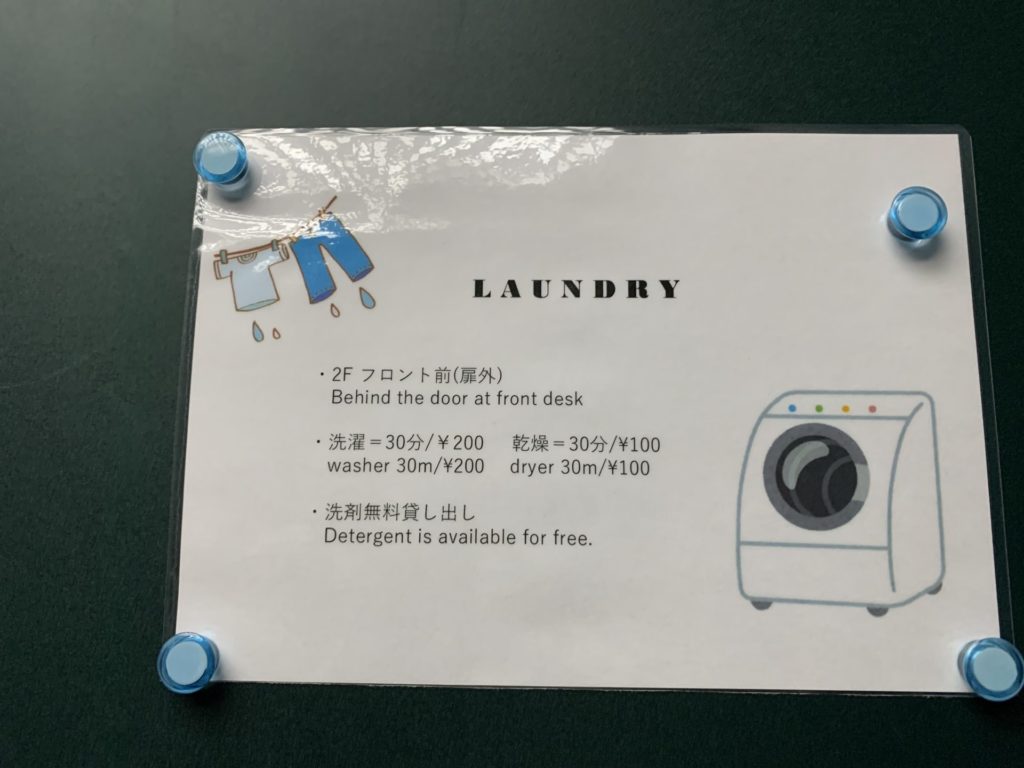 LAUNDRY
・2F フロント前(扉外)
Behind the door at front desk
・洗濯＝30分/￥200 乾燥＝30分/¥100
washer 30m/¥200 dryer 30m/¥100
・洗剤無料貸し出し
Detergent is available for free.